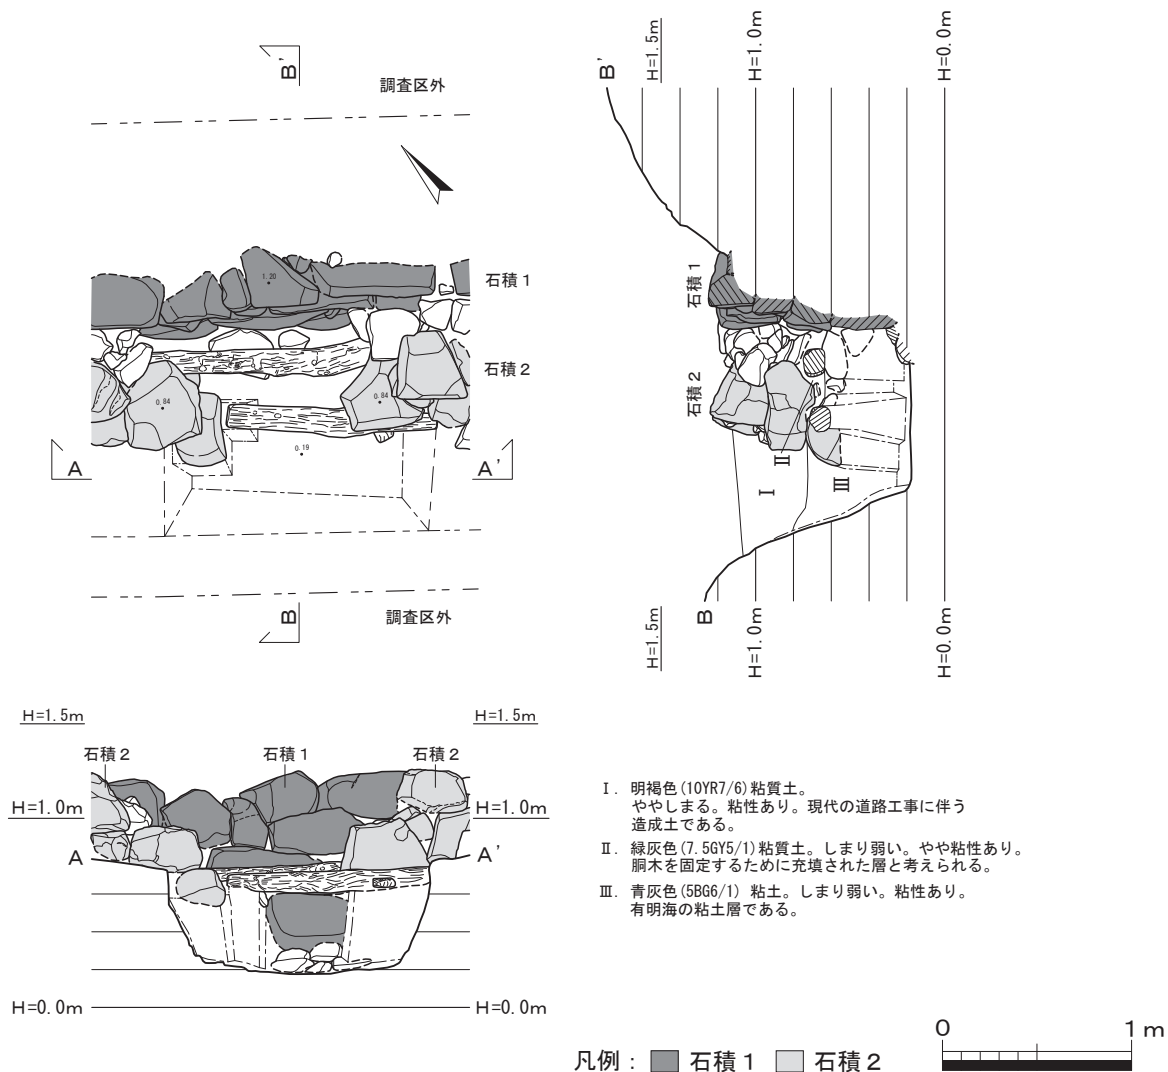 B'
調査区外
石積1
1.20
石積2
0.84
0.84
0.19
A
A'
B
調査区外
B'
H=1.5m
H=1.0m
H=0.0m
石積1
石積2
Ⅱ
Ⅰ
Ⅲ
B
H=1.5m
H=1.0m
H=0.0m
H=1.5m
H=1.5m
石積2
石積1
石積2
H=1.0m
H=1.0m
A
A'
H=0.0m
H=0.0m
Ⅰ. 明褐色(10YR7/6)粘質土。
ややしまる。粘性あり。現代の道路工事に伴う
造成土である。
Ⅱ. 緑灰色(7.5GY5/1)粘質土。しまり弱い。やや粘性あり。
胴木を固定するために充填された層と考えられる。
Ⅲ. 青灰色(5BG6/1) 粘土。しまり弱い。粘性あり。
有明海の粘土層である。
凡例: 石積1 石積2
0 1m